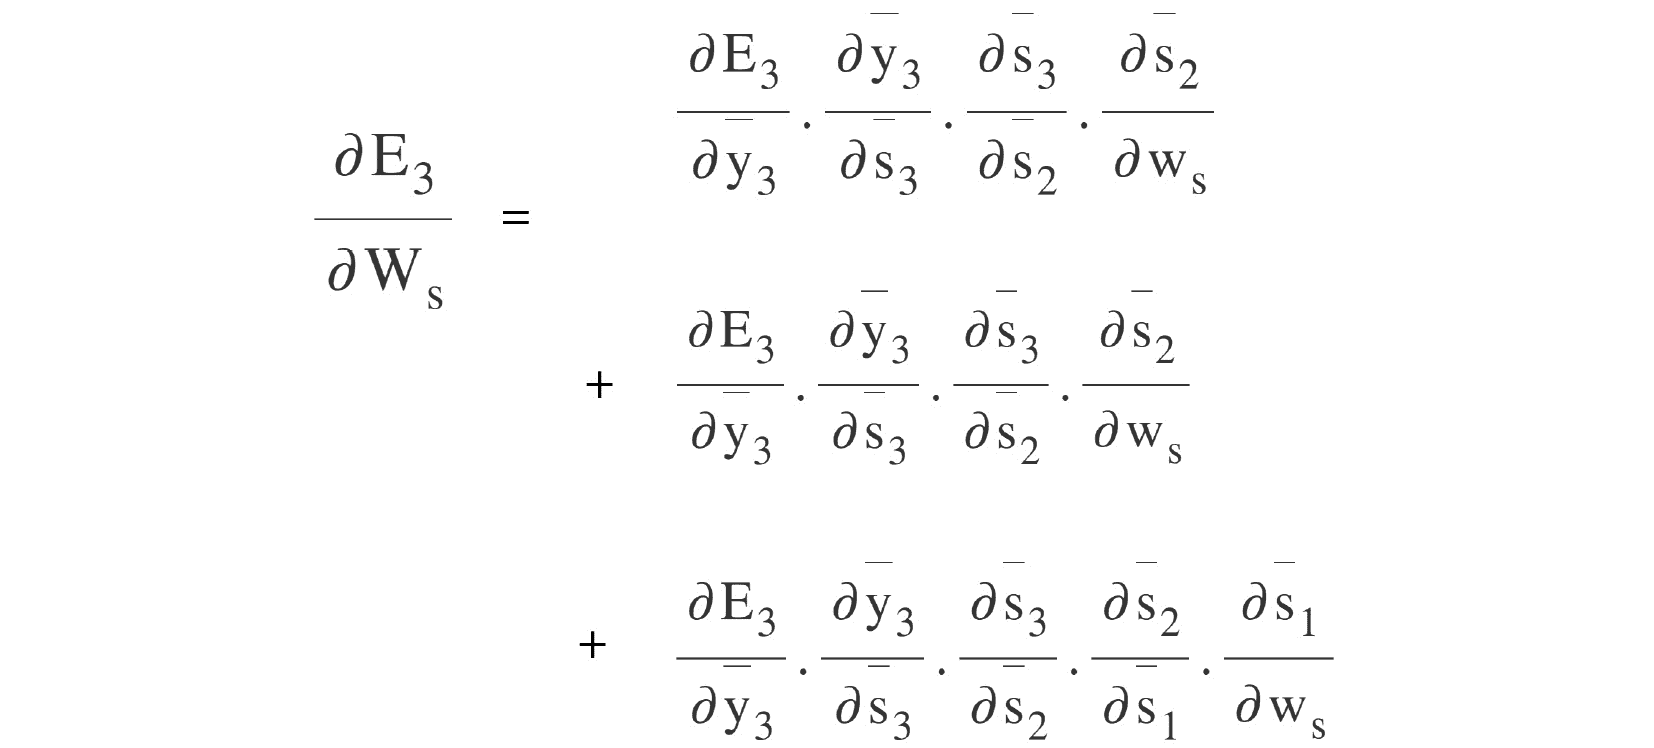 ∂E₃/∂W_s = ∂E₃/∂ȳ₃ . ∂ȳ₃/∂s̄₃ . ∂s̄₃/∂s̄₂ . ∂s̄₂/∂w_s
+ ∂E₃/∂ȳ₃ . ∂ȳ₃/∂s̄₃ . ∂s̄₃/∂s̄₂ . ∂s̄₂/∂w_s
+ ∂E₃/∂ȳ₃ . ∂ȳ₃/∂s̄₃ . ∂s̄₃/∂s̄₂ . ∂s̄₂/∂s̄₁ . ∂s̄₁/∂w_s